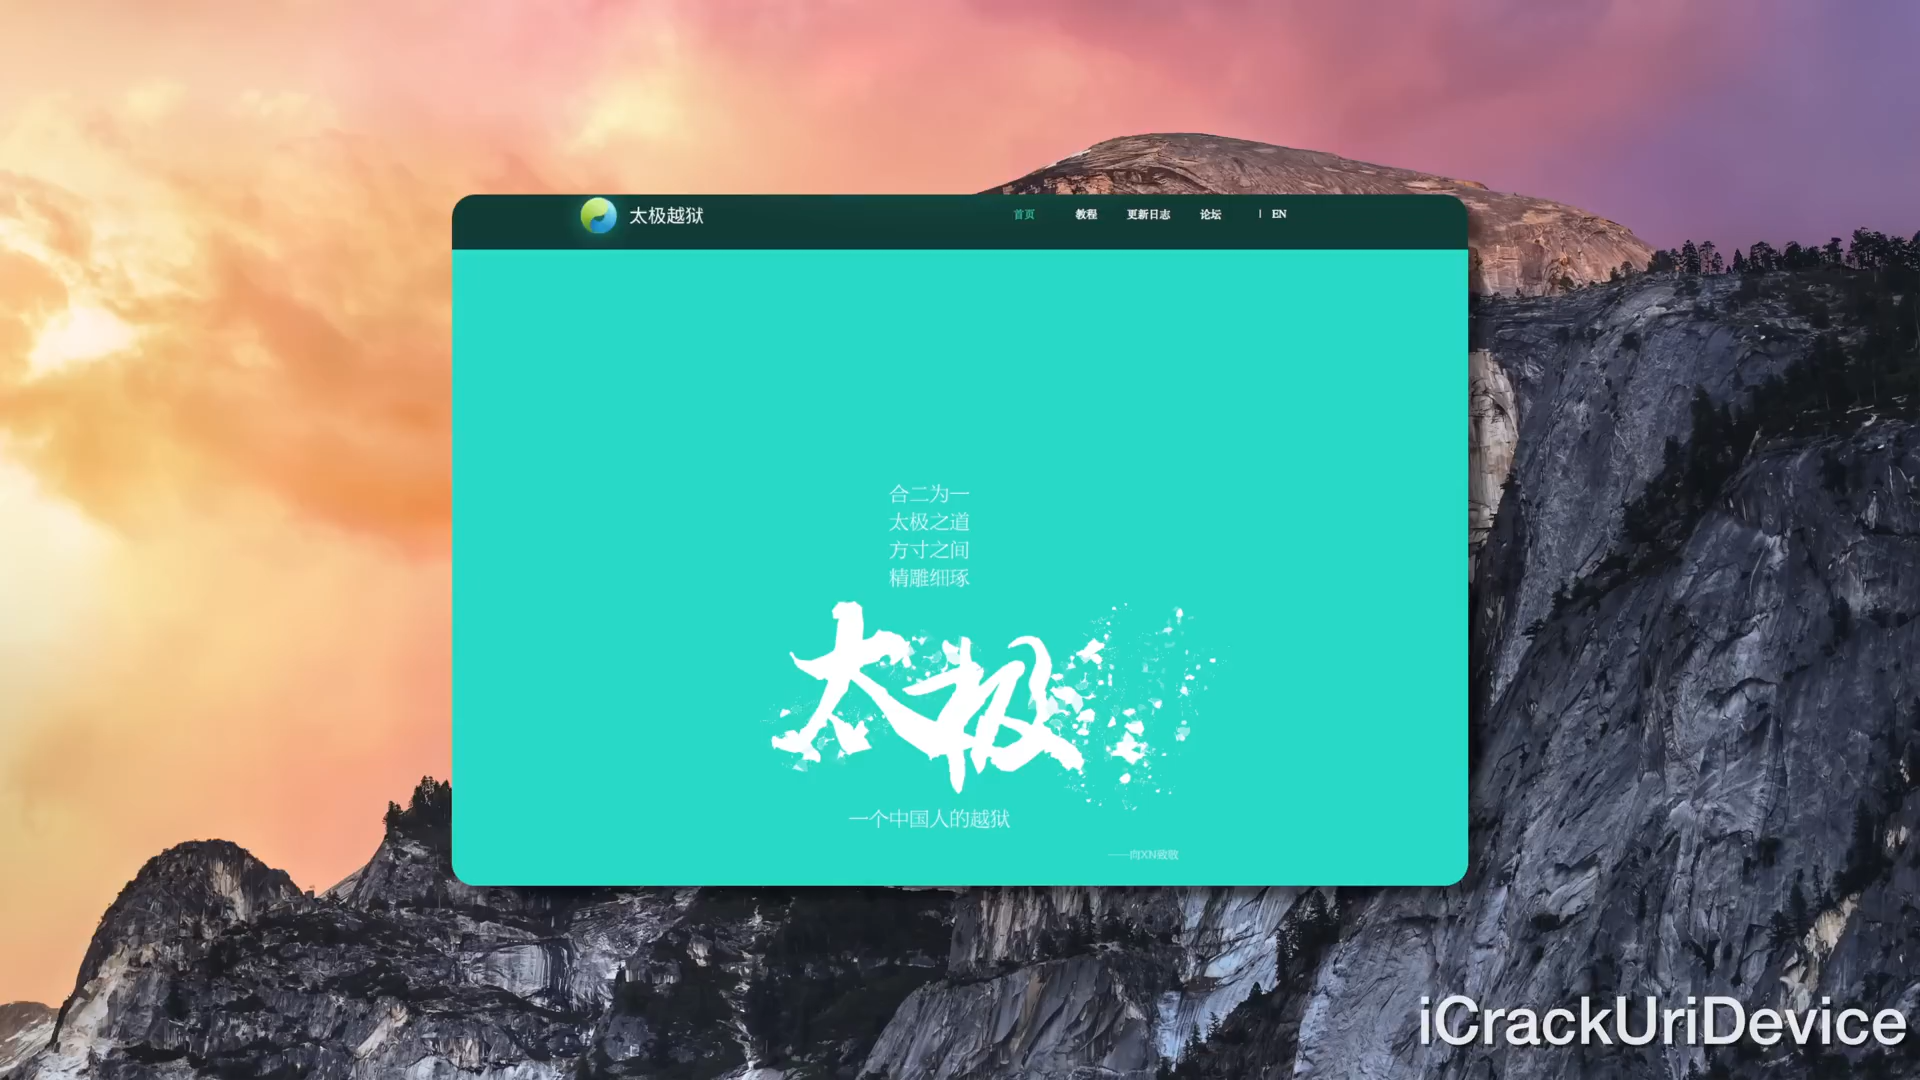 太极越狱
首页 教程 更新日志 论坛 | EN
合二为一
太极之道
方寸之间
精雕细琢
太极
一个中国人的越狱
iCrackUriDevice